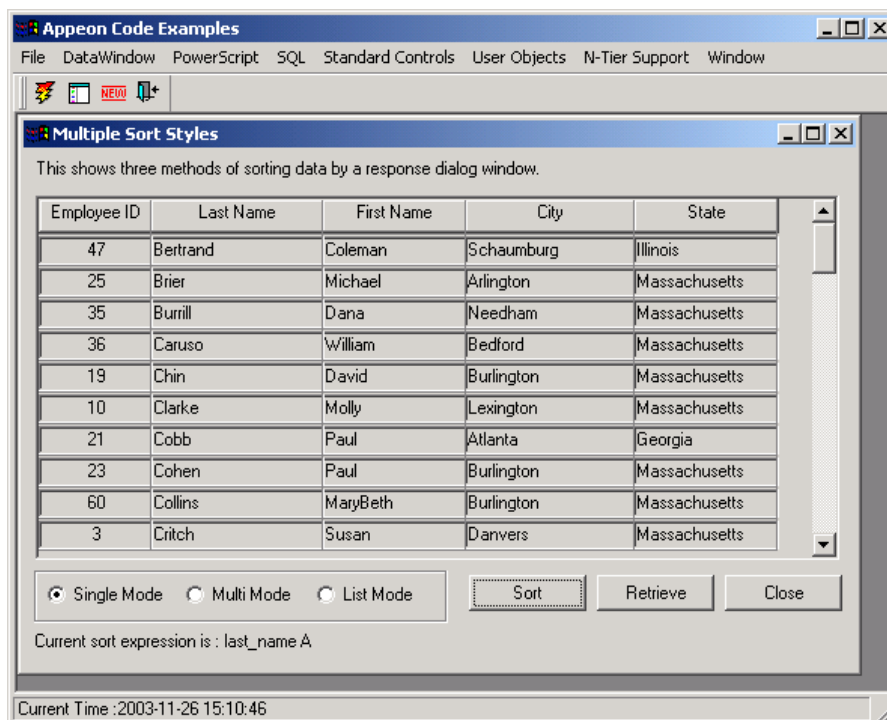 Appeon Code Examples
File DataWindow PowerScript SQL Standard Controls User Objects N-Tier Support Window
NEW
Multiple Sort Styles
This shows three methods of sorting data by a response dialog window.
Employee ID Last Name First Name City State
47 Bertrand Coleman Schaumburg Illinois
25 Brier Michael Arlington Massachusetts
35 Burrill Dana Needham Massachusetts
36 Caruso William Bedford Massachusetts
19 Chin David Burlington Massachusetts
10 Clarke Molly Lexington Massachusetts
21 Cobb Paul Atlanta Georgia
23 Cohen Paul Burlington Massachusetts
60 Collins MaryBeth Burlington Massachusetts
3 Critch Susan Danvers Massachusetts
Single Mode Multi Mode List Mode Sort Retrieve Close
Current sort expression is : last_name A
Current Time :2003-11-26 15:10:46